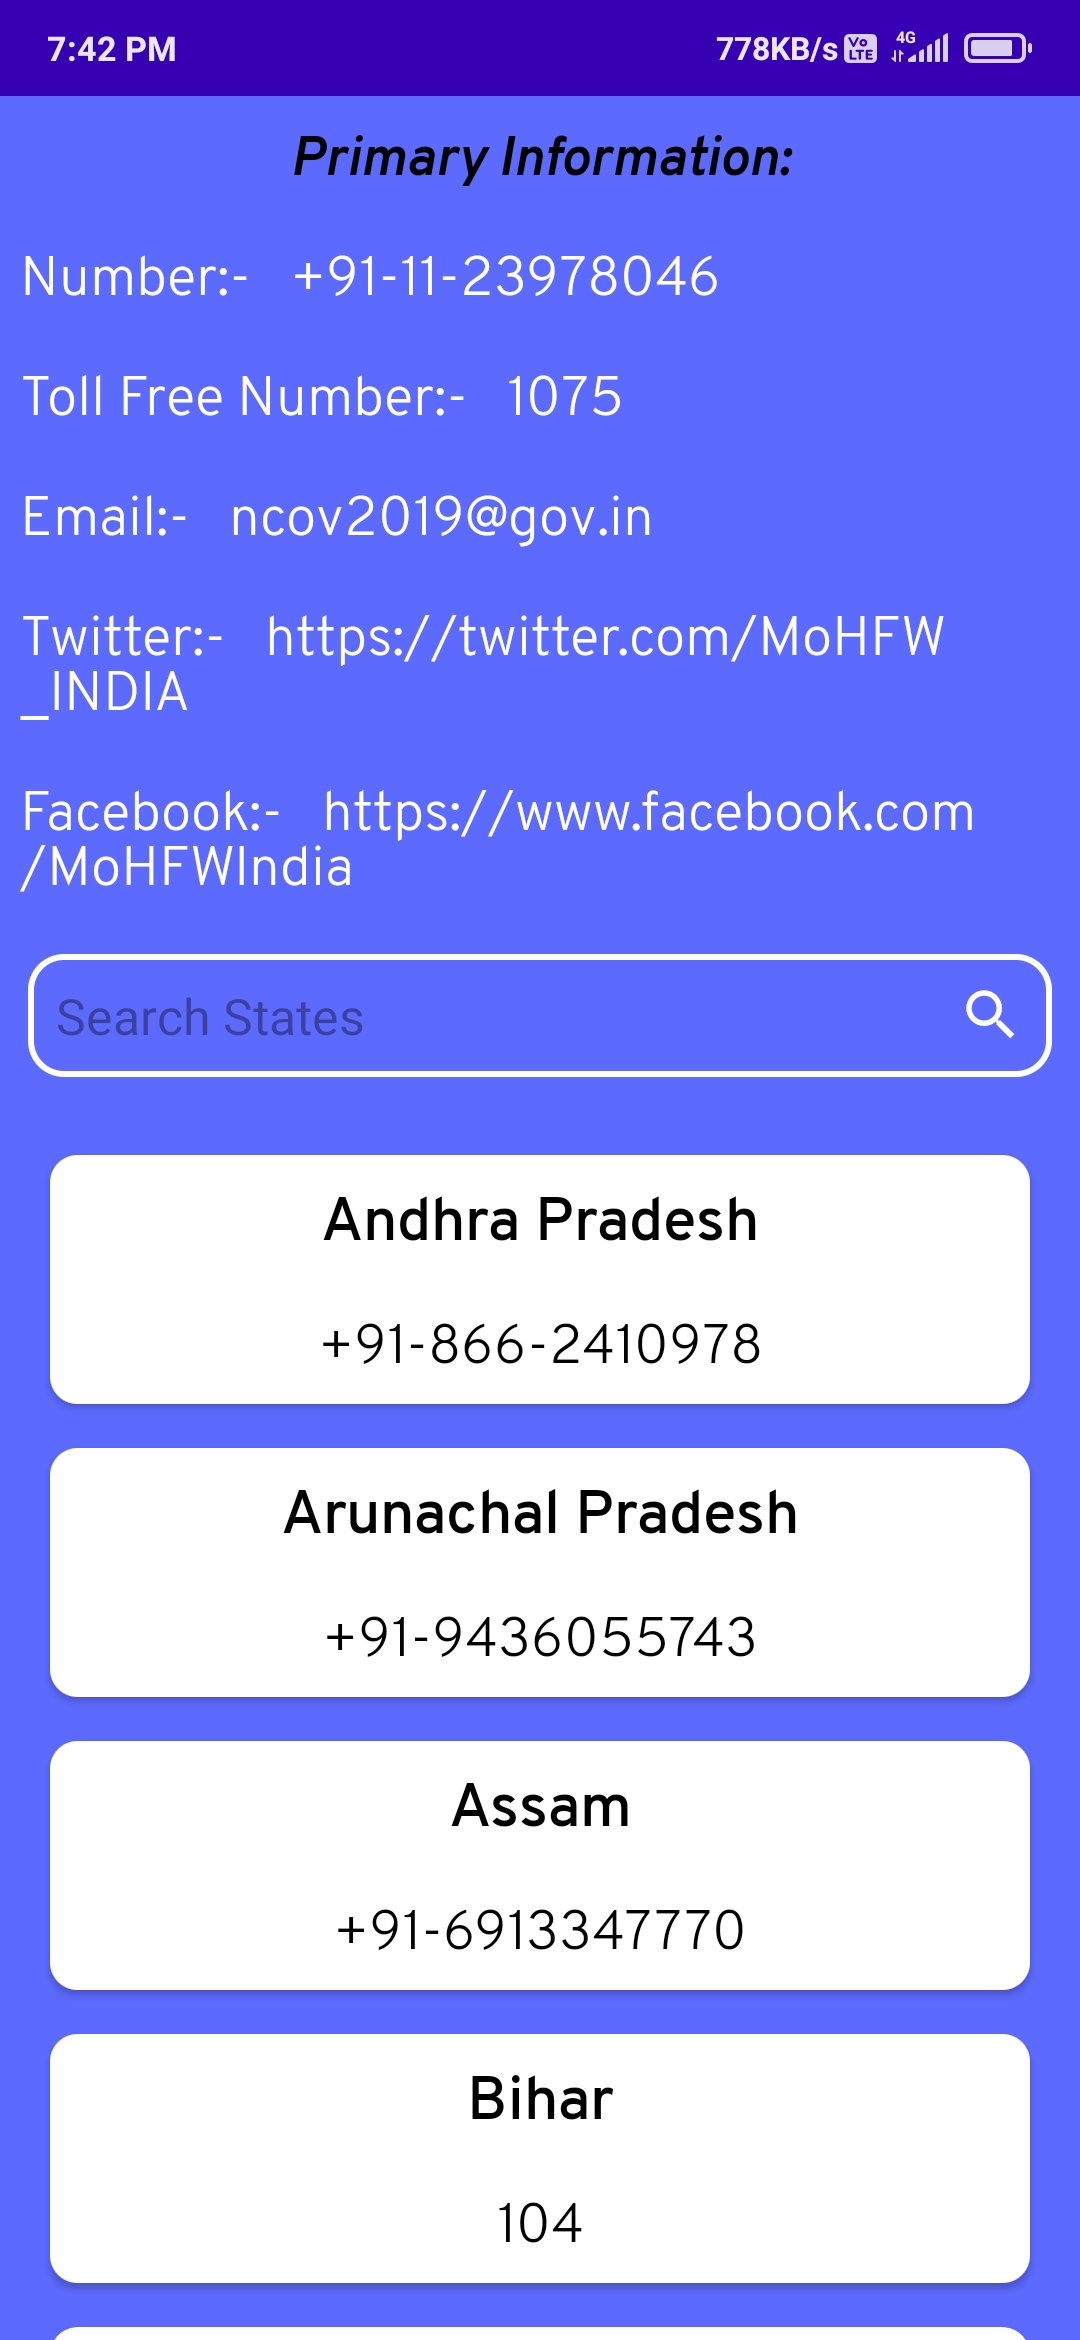 7:42 PM 778KB/s Vo LTE 4G
Primary Information:
Number:- +91-11-23978046
Toll Free Number:- 1075
Email:- ncov2019@gov.in
Twitter:- https://twitter.com/MoHFW
_INDIA
Facebook:- https://www.facebook.com
/MoHFWIndia
Search States
Andhra Pradesh
+91-866-2410978
Arunachal Pradesh
+91-9436055743
Assam
+91-6913347770
Bihar
104